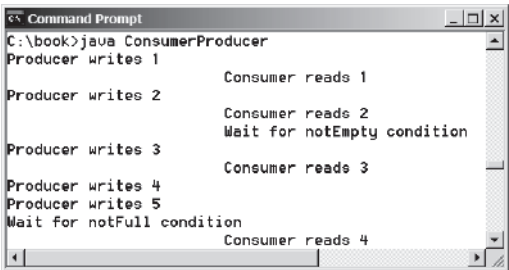 Command Prompt
C:\book>java ConsumerProducer
Producer writes 1
Consumer reads 1
Producer writes 2
Consumer reads 2
Wait for notEmpty condition
Producer writes 3
Consumer reads 3
Producer writes 4
Producer writes 5
Wait for notFull condition
Consumer reads 4